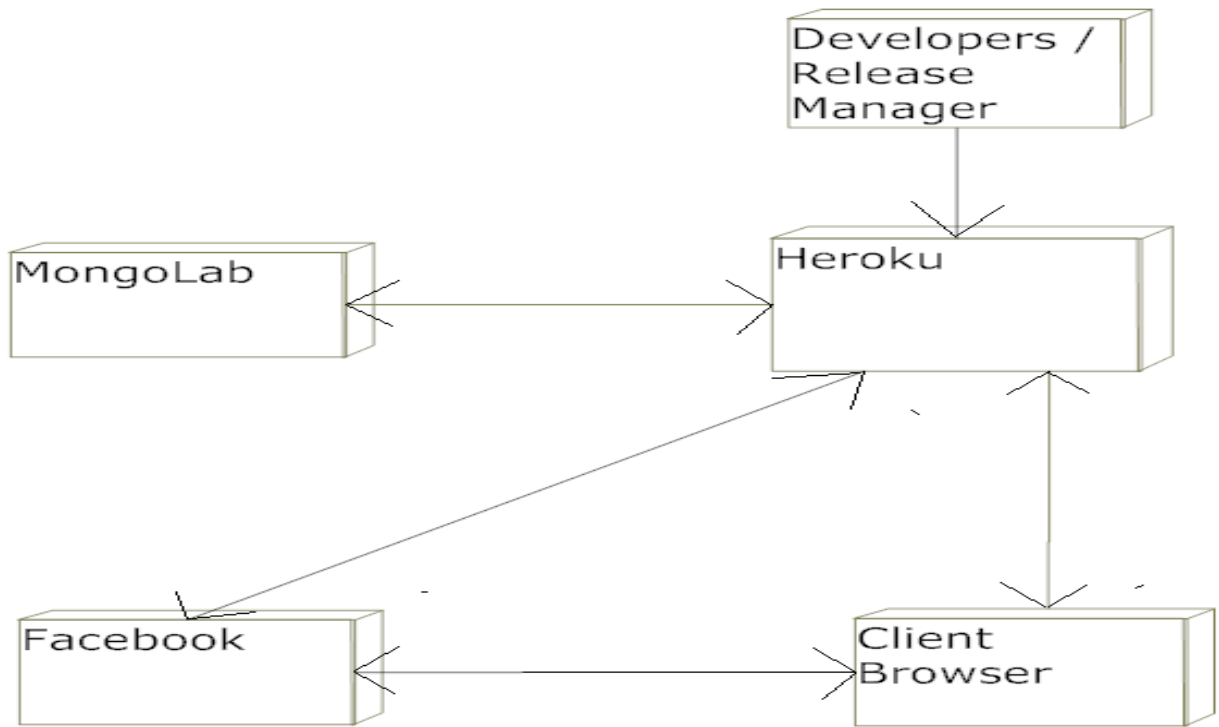 Developers /
Release
Manager
MongoLab
Heroku
Facebook
Client
Browser